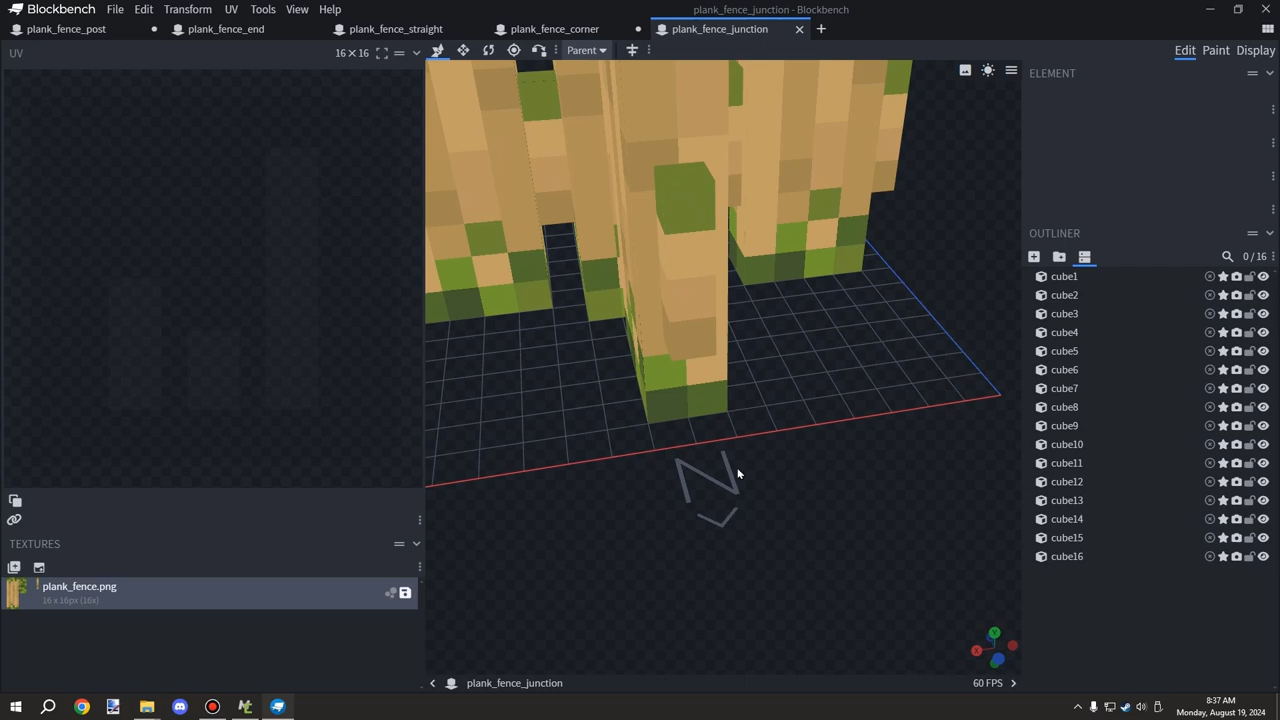 Blockbench File Edit Transform UV Tools View Help plank_fence_junction - Blockbench
plank_fence_post plank_fence_end plank_fence_straight plank_fence_corner plank_fence_junction
UV 16 × 16 Parent Edit Paint Display
ELEMENT
OUTLINER
0 / 16
cube1
cube2
cube3
cube4
cube5
cube6
cube7
cube8
cube9
cube10
cube11
cube12
cube13
cube14
cube15
cube16
N
TEXTURES
plank_fence.png
16 x 16px (16x)
plank_fence_junction 60 FPS
8:37 AM
Monday, August 19, 2024